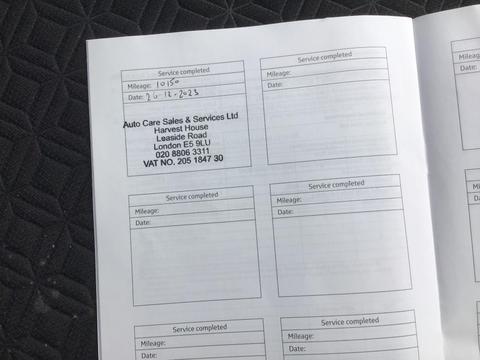 Service completed
Mileage: 10150
Date: 26-12-2023
Auto Care Sales & Services Ltd
Harvest House
Leaside Road
London E5 9LU
020 8806 3311
VAT NO. 205 1847 30
Service completed
Mileage:
Date:
Service completed
Mileage:
Date:
Service completed
Mileage:
Date:
Service completed
Mileage:
Date:
Service completed
Mileage:
Date: